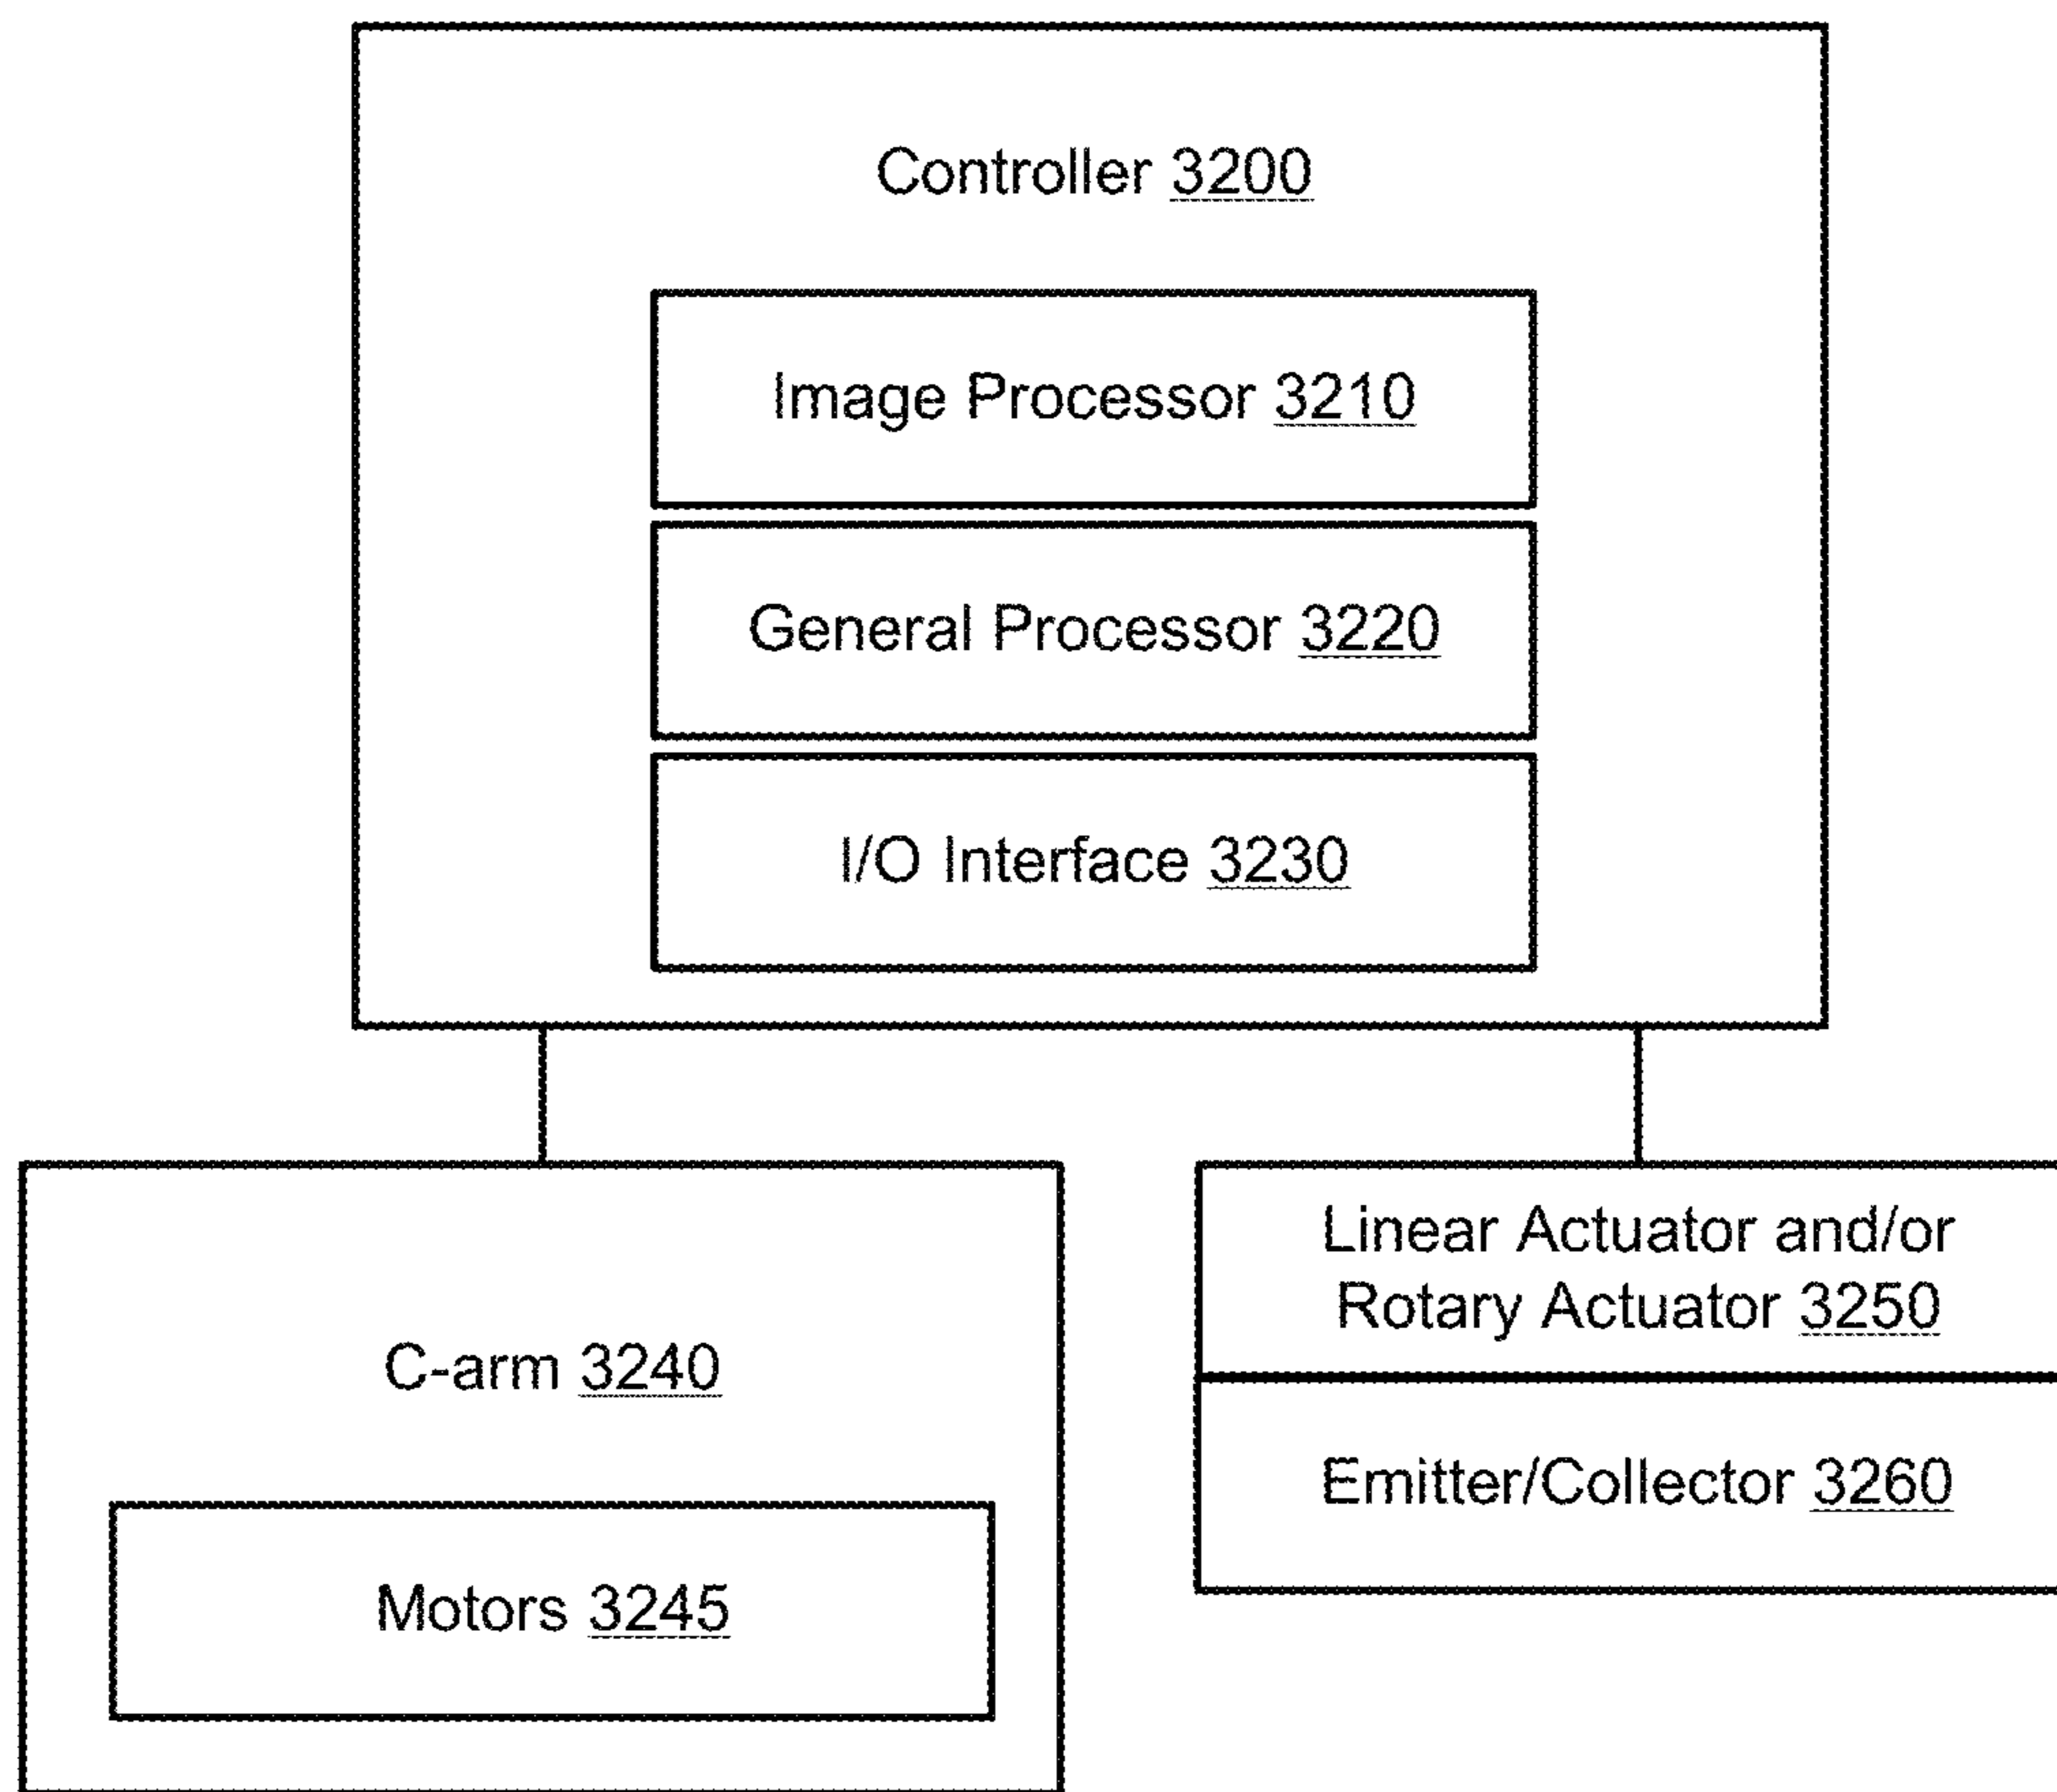 Controller 3200
Image Processor 3210
General Processor 3220
I/O Interface 3230
C-arm 3240
Motors 3245
Linear Actuator and/or
Rotary Actuator 3250
Emitter/Collector 3260